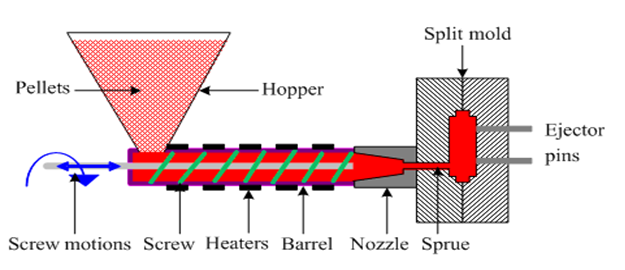 Split mold
Pellets
Hopper
Ejector
pins
Screw motions
Screw
Heaters
Barrel
Nozzle
Sprue